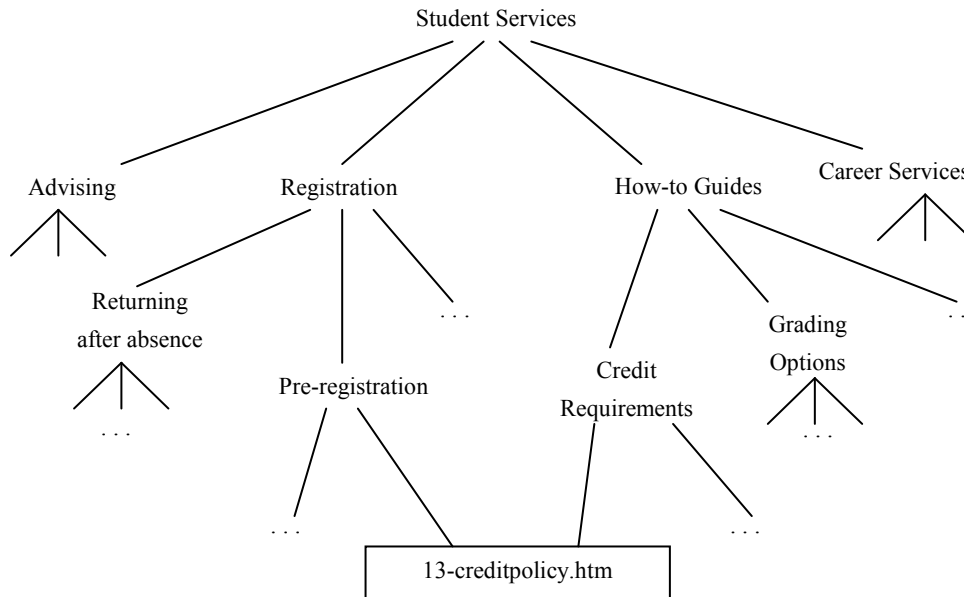 Student Services
Advising
Registration
How-to Guides
Career Services
Returning
after absence
. . .
Grading
Options
. . .
Pre-registration
Credit
Requirements
. . .
. . .
. . .
. . .
13-creditpolicy.htm